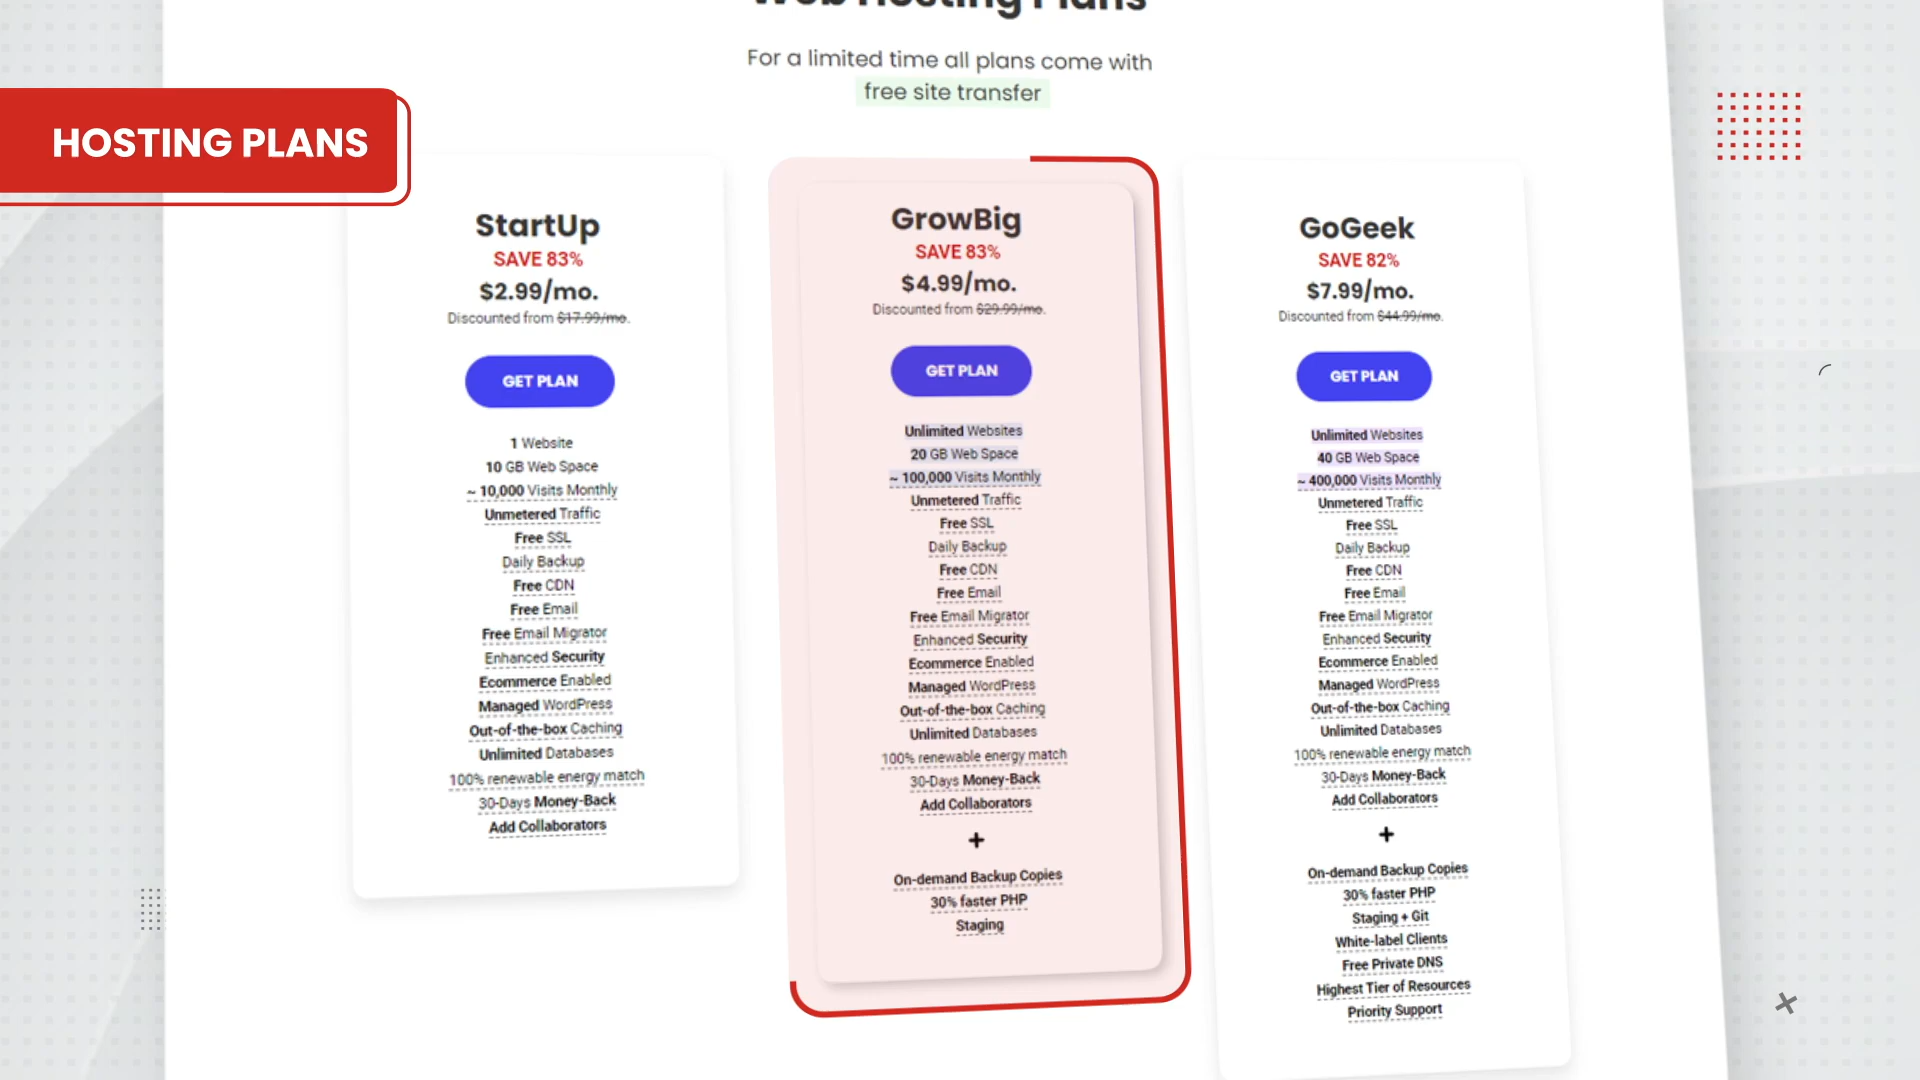 Web Hosting Plans
For a limited time all plans come with
free site transfer
HOSTING PLANS
StartUp
SAVE 83%
$2.99/mo.
Discounted from $17.99/mo.
GET PLAN
1 Website
10 GB Web Space
~ 10,000 Visits Monthly
Unmetered Traffic
Free SSL
Daily Backup
Free CDN
Free Email
Free Email Migrator
Enhanced Security
Ecommerce Enabled
Managed WordPress
Out-of-the-box Caching
Unlimited Databases
100% renewable energy match
30-Days Money-Back
Add Collaborators
GrowBig
SAVE 83%
$4.99/mo.
Discounted from $29.99/mo.
GET PLAN
Unlimited Websites
20 GB Web Space
~ 100,000 Visits Monthly
Unmetered Traffic
Free SSL
Daily Backup
Free CDN
Free Email
Free Email Migrator
Enhanced Security
Ecommerce Enabled
Managed WordPress
Out-of-the-box Caching
Unlimited Databases
100% renewable energy match
30-Days Money-Back
Add Collaborators
+
On-demand Backup Copies
30% faster PHP
Staging
GoGeek
SAVE 82%
$7.99/mo.
Discounted from $44.99/mo.
GET PLAN
Unlimited Websites
40 GB Web Space
~ 400,000 Visits Monthly
Unmetered Traffic
Free SSL
Daily Backup
Free CDN
Free Email
Free Email Migrator
Enhanced Security
Ecommerce Enabled
Managed WordPress
Out-of-the-box Caching
Unlimited Databases
100% renewable energy match
30-Days Money-Back
Add Collaborators
+
On-demand Backup Copies
30% faster PHP
Staging + Git
White-label Clients
Free Private DNS
Highest Tier of Resources
Priority Support